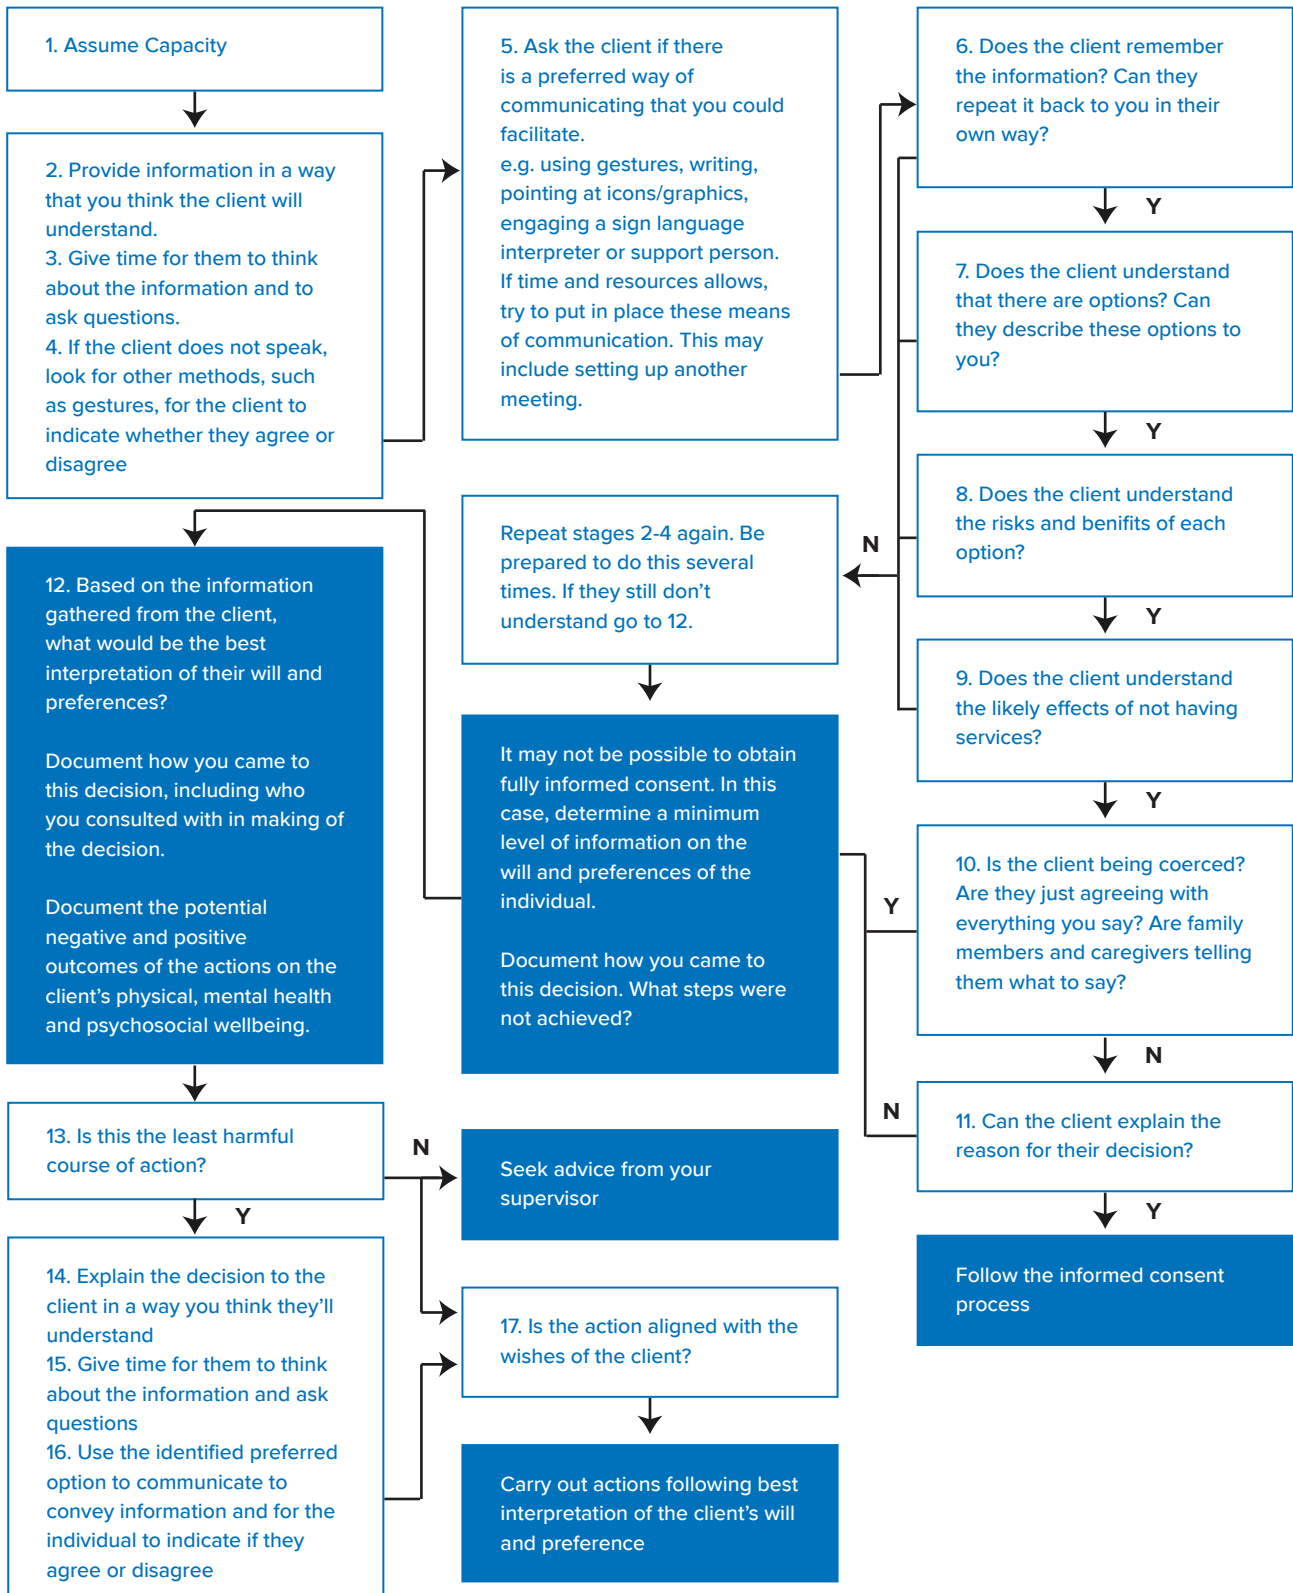 1. Assume Capacity
2. Provide information in a way
that you think the client will
understand.
3. Give time for them to think
about the information and to
ask questions.
4. If the client does not speak,
look for other methods, such
as gestures, for the client to
indicate whether they agree or
disagree
5. Ask the client if there
is a preferred way of
communicating that you could
facilitate.
e.g. using gestures, writing,
pointing at icons/graphics,
engaging a sign language
interpreter or support person.
If time and resources allows,
try to put in place these means
of communication. This may
include setting up another
meeting.
6. Does the client remember
the information? Can they
repeat it back to you in their
own way?
Y
7. Does the client understand
that there are options? Can
they describe these options to
you?
Y
8. Does the client understand
the risks and benifits of each
option?
Y
9. Does the client understand
the likely effects of not having
services?
Y
N
Repeat stages 2-4 again. Be
prepared to do this several
times. If they still don't
understand go to 12.
It may not be possible to obtain
fully informed consent. In this
case, determine a minimum
level of information on the
will and preferences of the
individual.
Document how you came to
this decision. What steps were
not achieved?
10. Is the client being coerced?
Are they just agreeing with
everything you say? Are family
members and caregivers telling
them what to say?
Y
N
11. Can the client explain the
reason for their decision?
N
Y
Follow the informed consent
process
12. Based on the information
gathered from the client,
what would be the best
interpretation of their will and
preferences?
Document how you came to
this decision, including who
you consulted with in making of
the decision.
Document the potential
negative and positive
outcomes of the actions on the
client's physical, mental health
and psychosocial wellbeing.
13. Is this the least harmful
course of action?
N
Seek advice from your
supervisor
Y
14. Explain the decision to the
client in a way you think they'll
understand
15. Give time for them to think
about the information and ask
questions
16. Use the identified preferred
option to communicate to
convey information and for the
individual to indicate if they
agree or disagree
17. Is the action aligned with the
wishes of the client?
Carry out actions following best
interpretation of the client's will
and preference